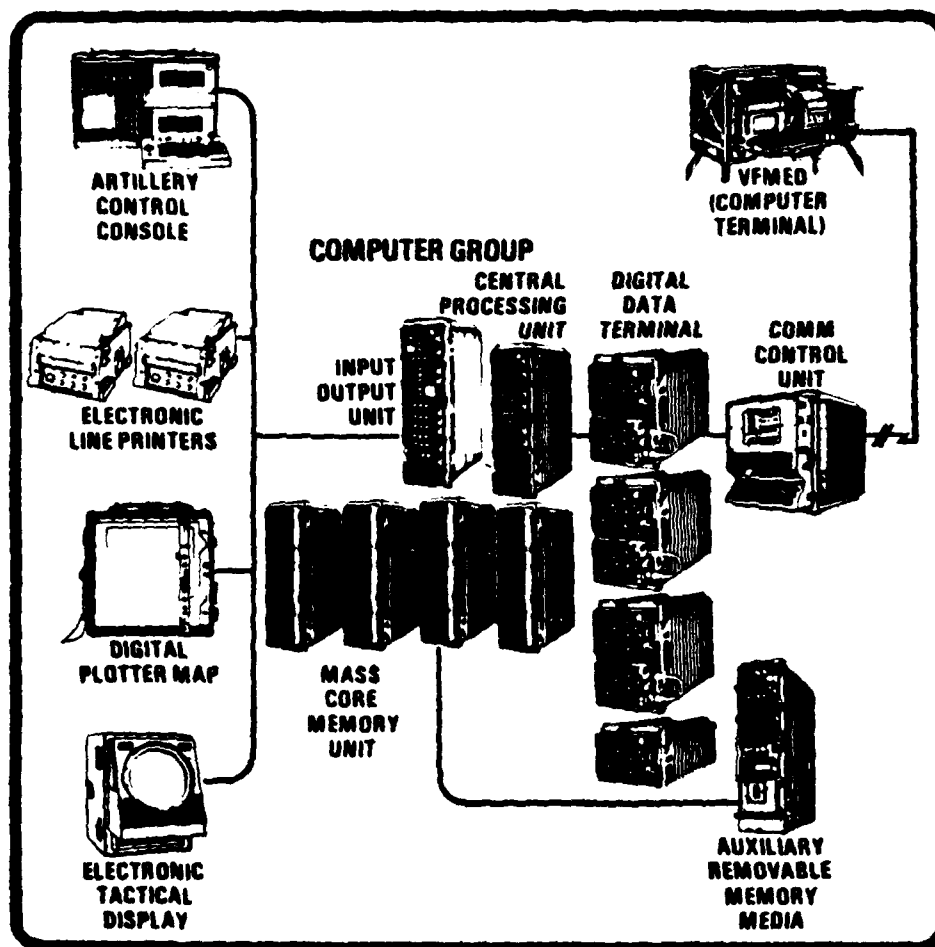 ARTILLERY
CONTROL
CONSOLE
VFMED
(COMPUTER
TERMINAL)
COMPUTER GROUP
CENTRAL
PROCESSING
UNIT
DIGITAL
DATA
TERMINAL
COMM
CONTROL
UNIT
INPUT
OUTPUT
UNIT
ELECTRONIC
LINE PRINTERS
DIGITAL
PLOTTER MAP
MASS
CORE
MEMORY
UNIT
ELECTRONIC
TACTICAL
DISPLAY
AUXILIARY
REMOVABLE
MEMORY
MEDIA